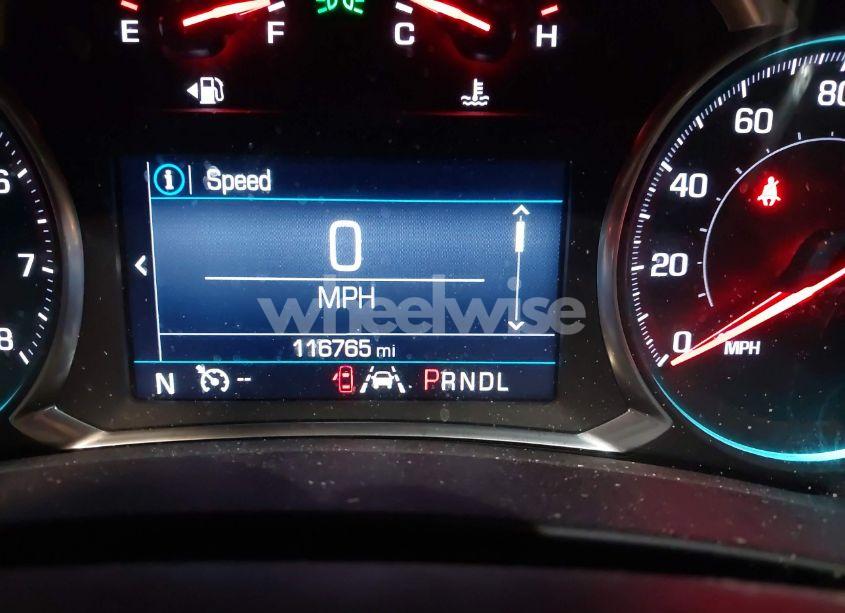 E F C H
80
60
40
20
0
MPH
6
7
8
Speed
0
MPH
116765 mi
N -- PRNDL
wheelwise